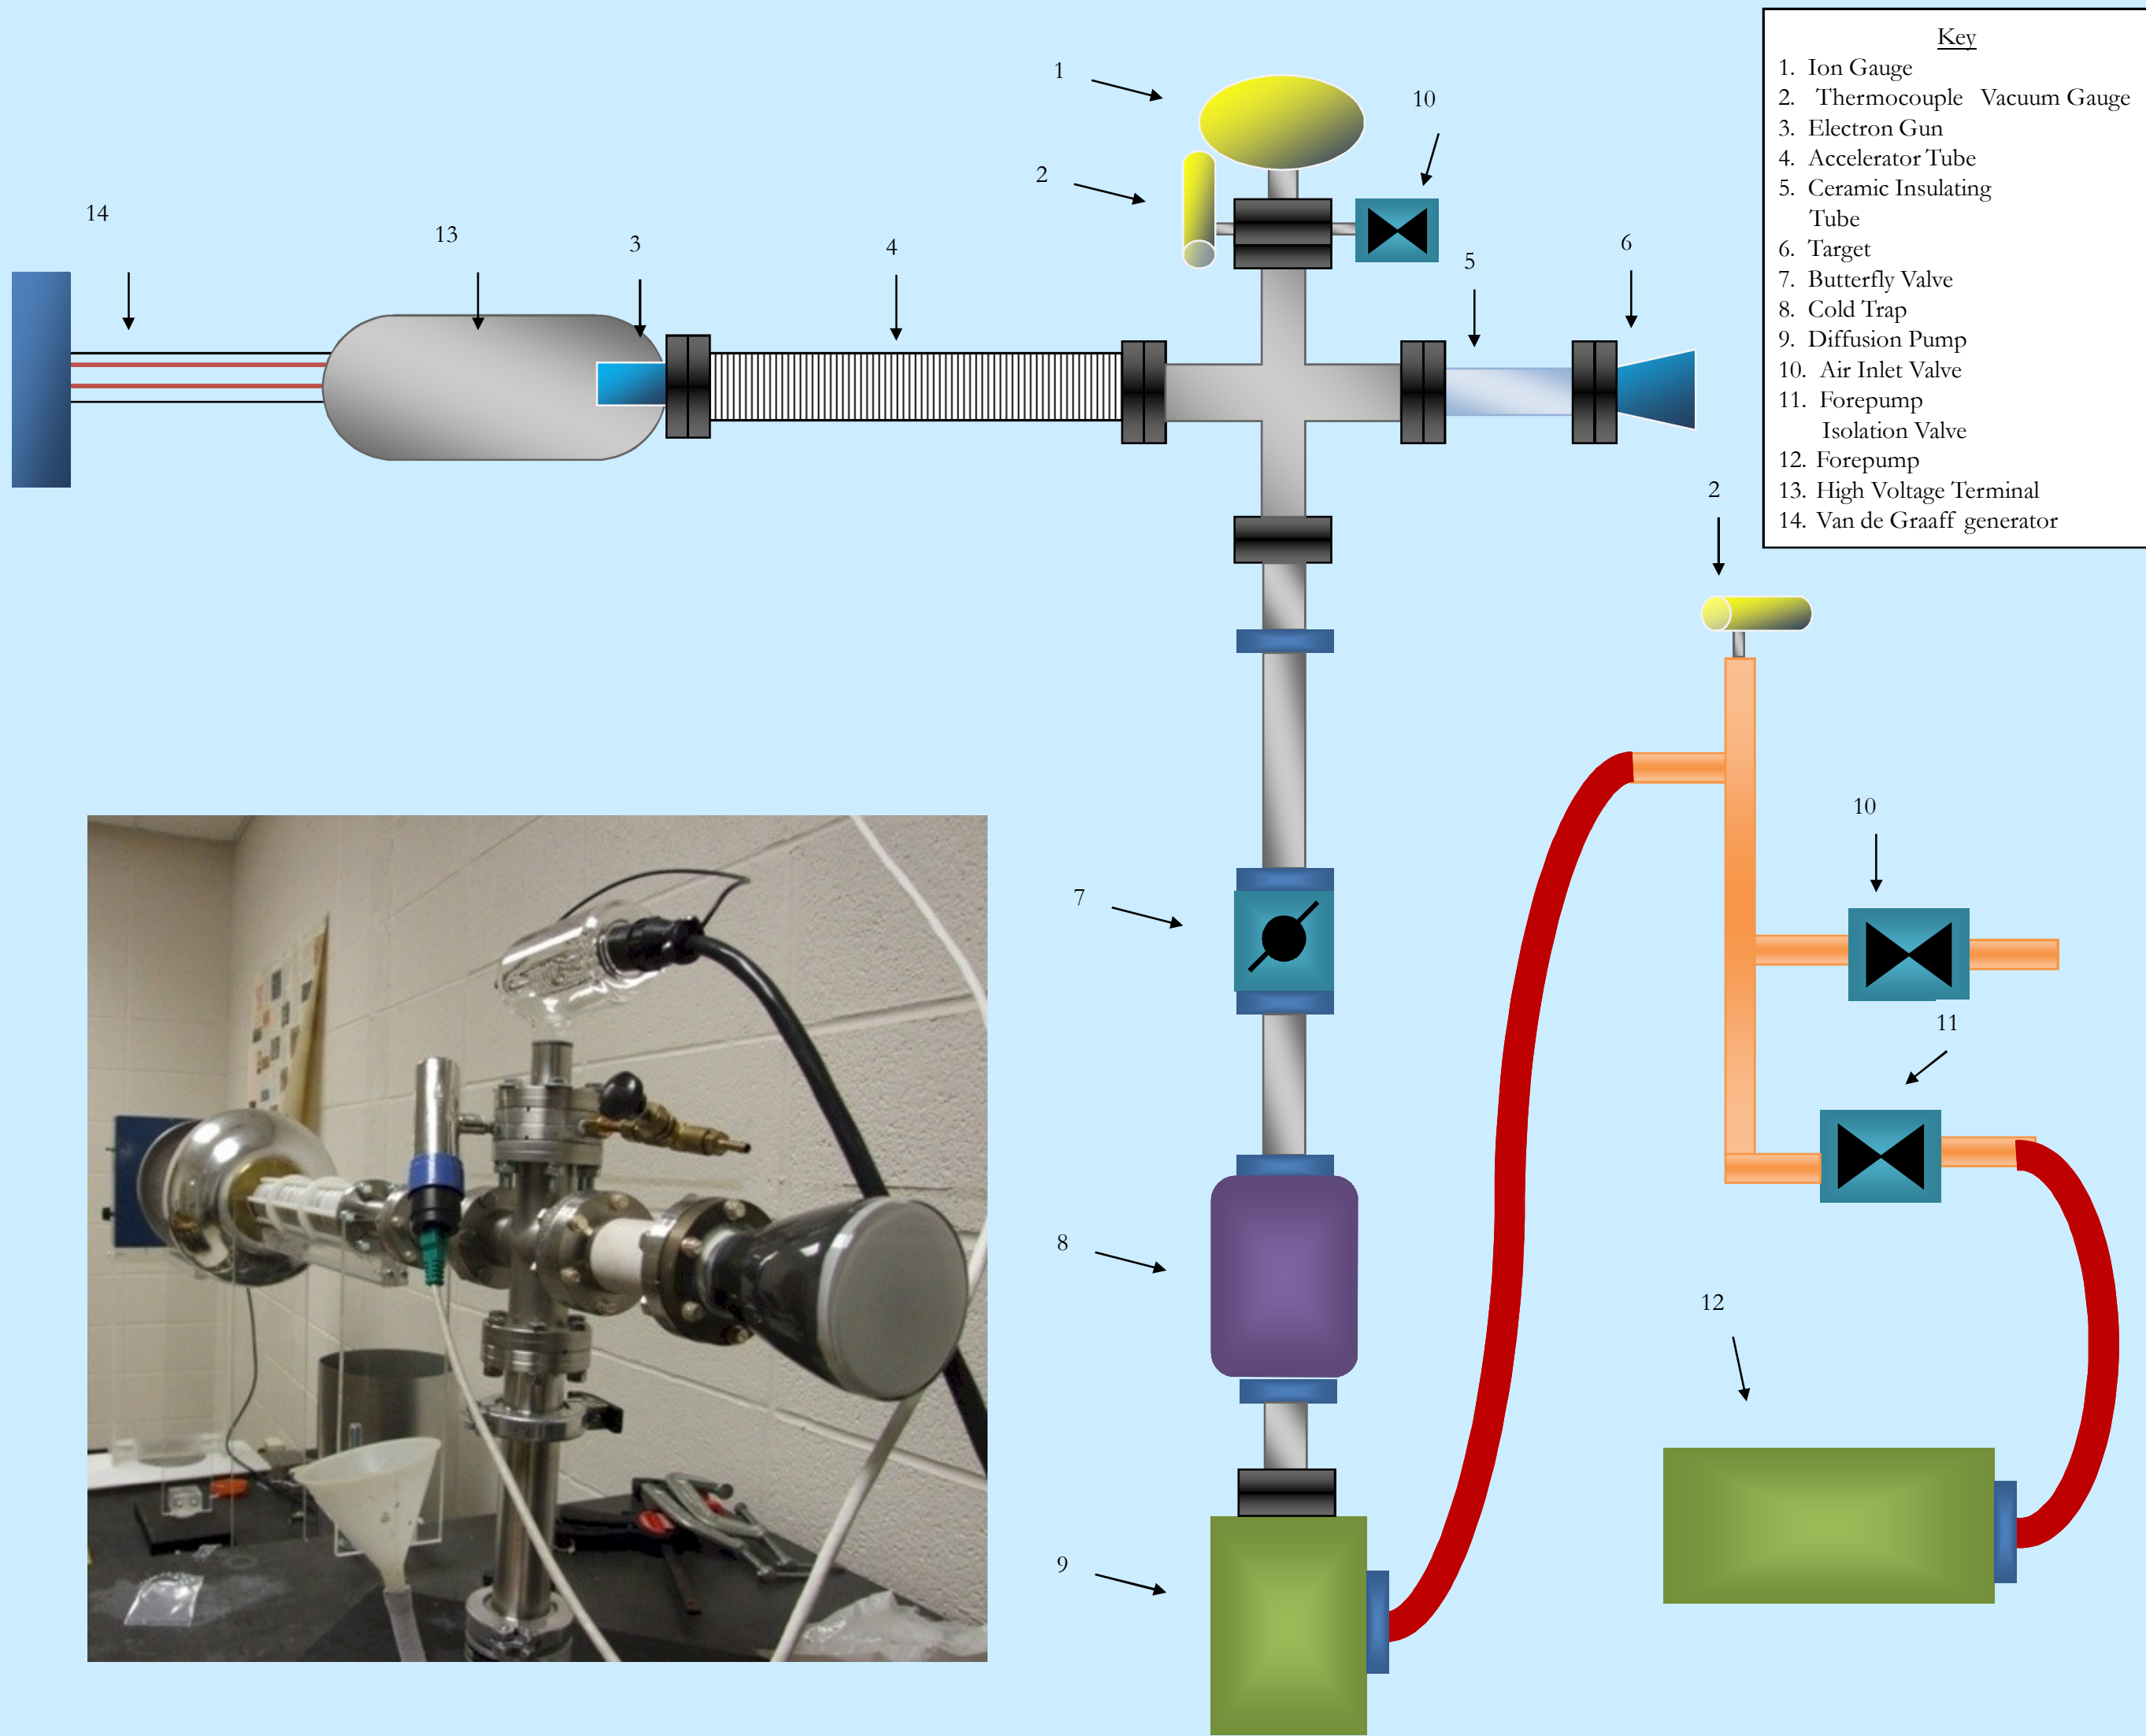 Key
1. Ion Gauge
2. Thermocouple Vacuum Gauge
3. Electron Gun
4. Accelerator Tube
5. Ceramic Insulating
Tube
6. Target
7. Butterfly Valve
8. Cold Trap
9. Diffusion Pump
10. Air Inlet Valve
11. Forepump
Isolation Valve
12. Forepump
13. High Voltage Terminal
14. Van de Graaff generator
1
10
2
14
13
3
4
5
6
2
10
7
11
8
12
9